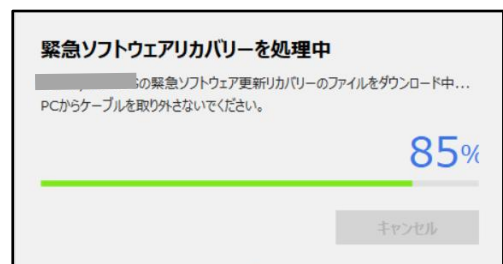 緊急ソフトウェアリカバリーを処理中
の緊急ソフトウェア更新リカバリーのファイルをダウンロード中...
PCからケーブルを取り外さないでください。
85%
キャンセル